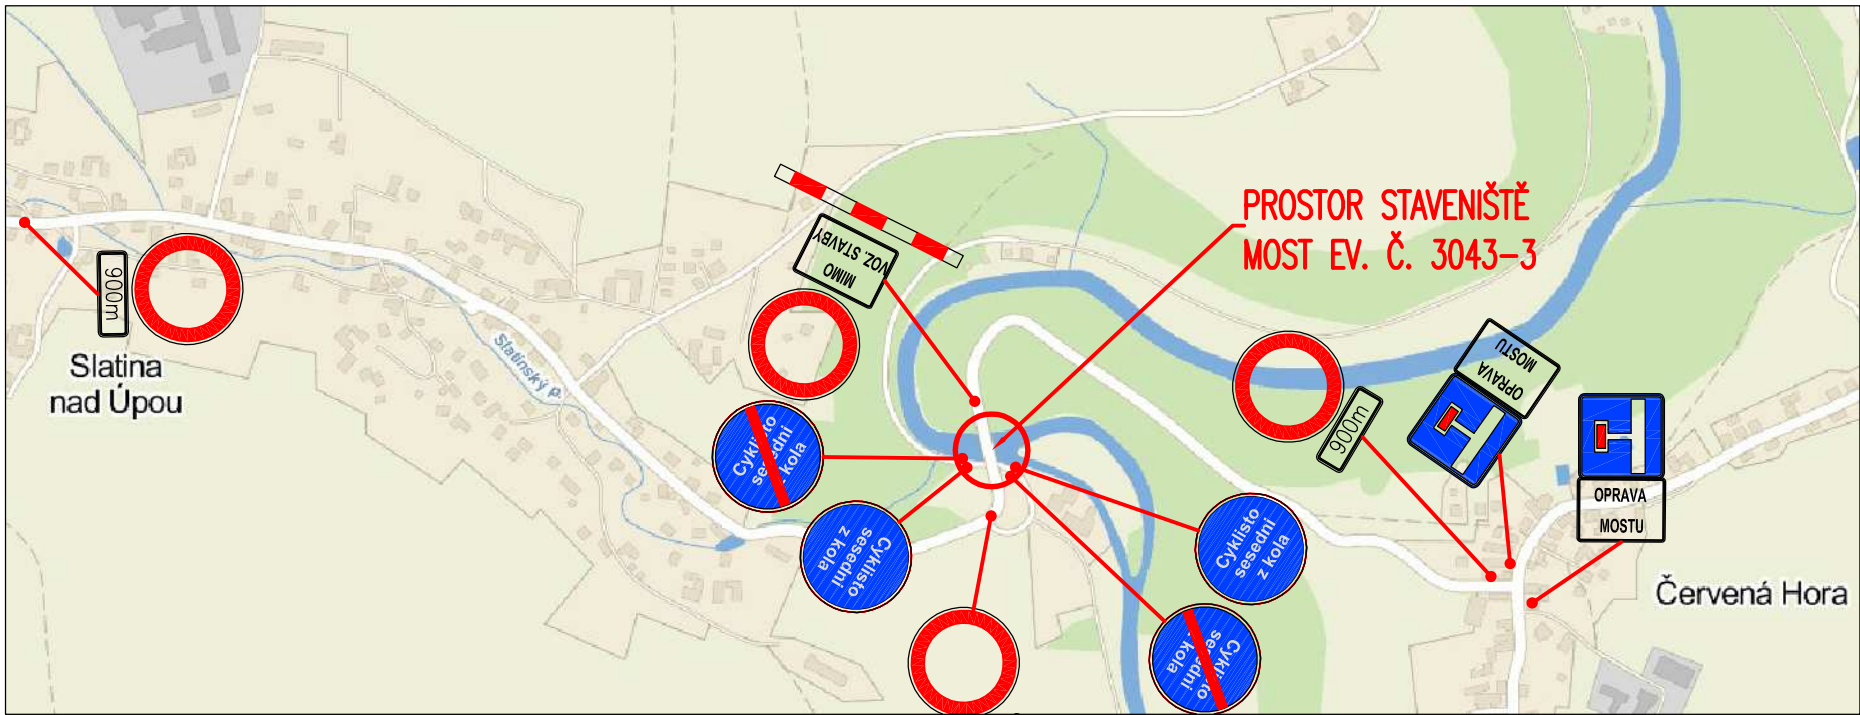 PROSTOR STAVENIŠTĚ
MOST EV. Č. 3043-3
MIMO
VOZ. STAVBY
900m
Slatina
nad Úpou
Slatinský p.
Cyklisto
sesedni
z kola
Cyklisto
sesedni
z kola
Cyklisto
sesedni
z kola
Cyklisto
sesedni
z kola
900m
OPRAVA
MOSTU
OPRAVA
MOSTU
Červená Hora